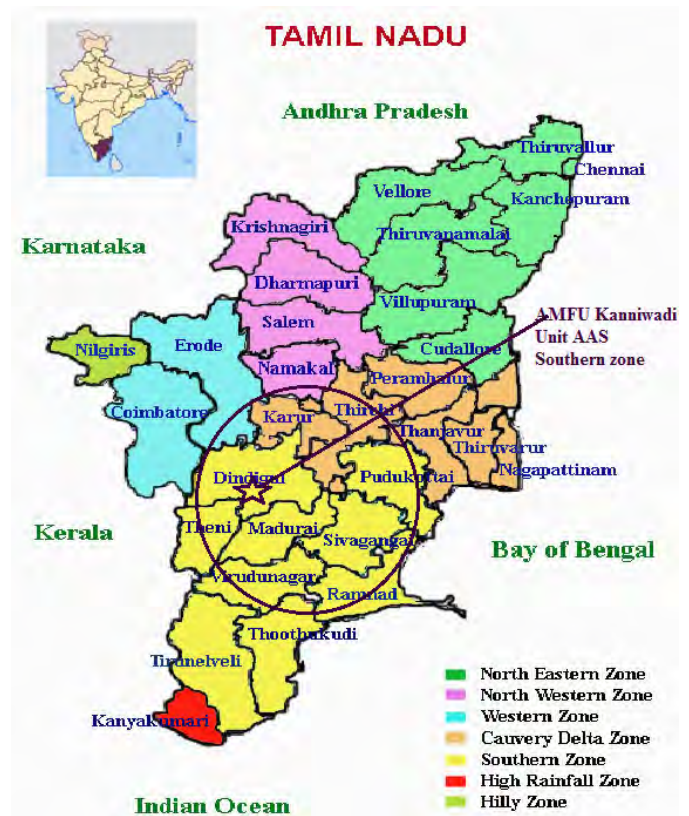 TAMIL NADU
Andhra Pradesh
Thiruvallur
Chennai
Vellore
Kanchepuram
Krishnagiri
Thiruvanamalai
Karnataka
Dharmapuri
Villupuram
Salem
AMFU Kanniwadi
Unit AAS
Southern zone
Erode
Nilgiris
Cudallore
Namakal
Perambalur
Coimbatore
Karur
Thirchi
Thanjavur
Thiruvarur
Nagapattinam
Dindigul
Pudukottai
Kerala
Theni
Madurai
Sivagangai
Bay of Bengal
Virudunagar
Ramnad
Thoothukudi
Tirunelveli
Kanyakumari
North Eastern Zone
North Western Zone
Western Zone
Cauvery Delta Zone
Southern Zone
High Rainfall Zone
Hilly Zone
Indian Ocean